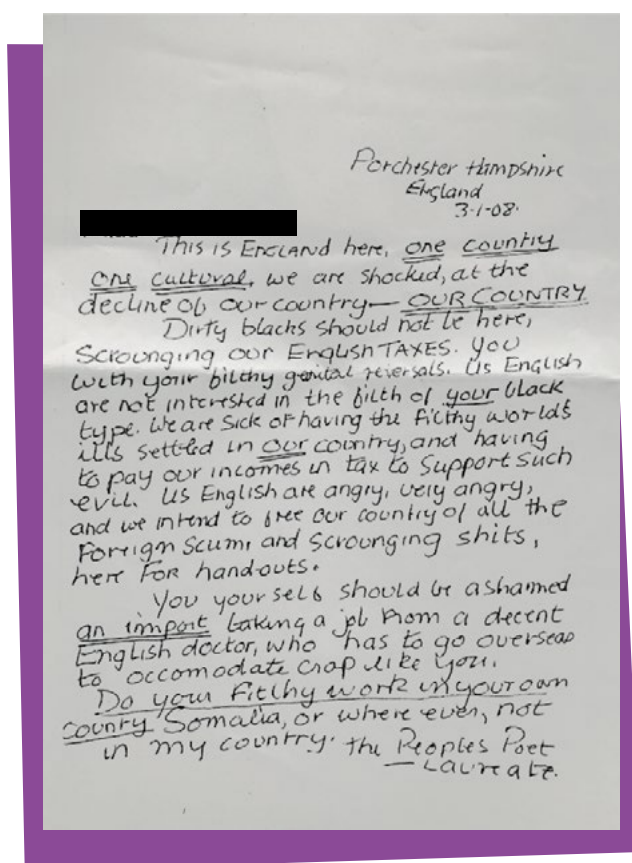 Porchester Hampshire
England
3-1-08.
This is ENGLAND here, one country
one cultural, we are shocked, at the
decline of our country — OUR COUNTRY
Dirty blacks should not be here,
Scrounging our English TAXES. You
with your filthy genital reversals. Us English
are not interested in the filth of your black
type. We are sick of having the filthy worlds
ills settled in our country, and having
to pay our incomes in tax to support such
evil. Us English are angry, very angry,
and we intend to free our country of all the
Foreign Scum, and scrounging shits,
here For handouts.
You yourself should be ashamed
an import taking a job from a decent
English doctor, who has to go overseas
to occomodate crap like you.
Do your Filthy work in your own
county Somalia, or where ever, not
in my country. the Peoples Poet
— Laureate.